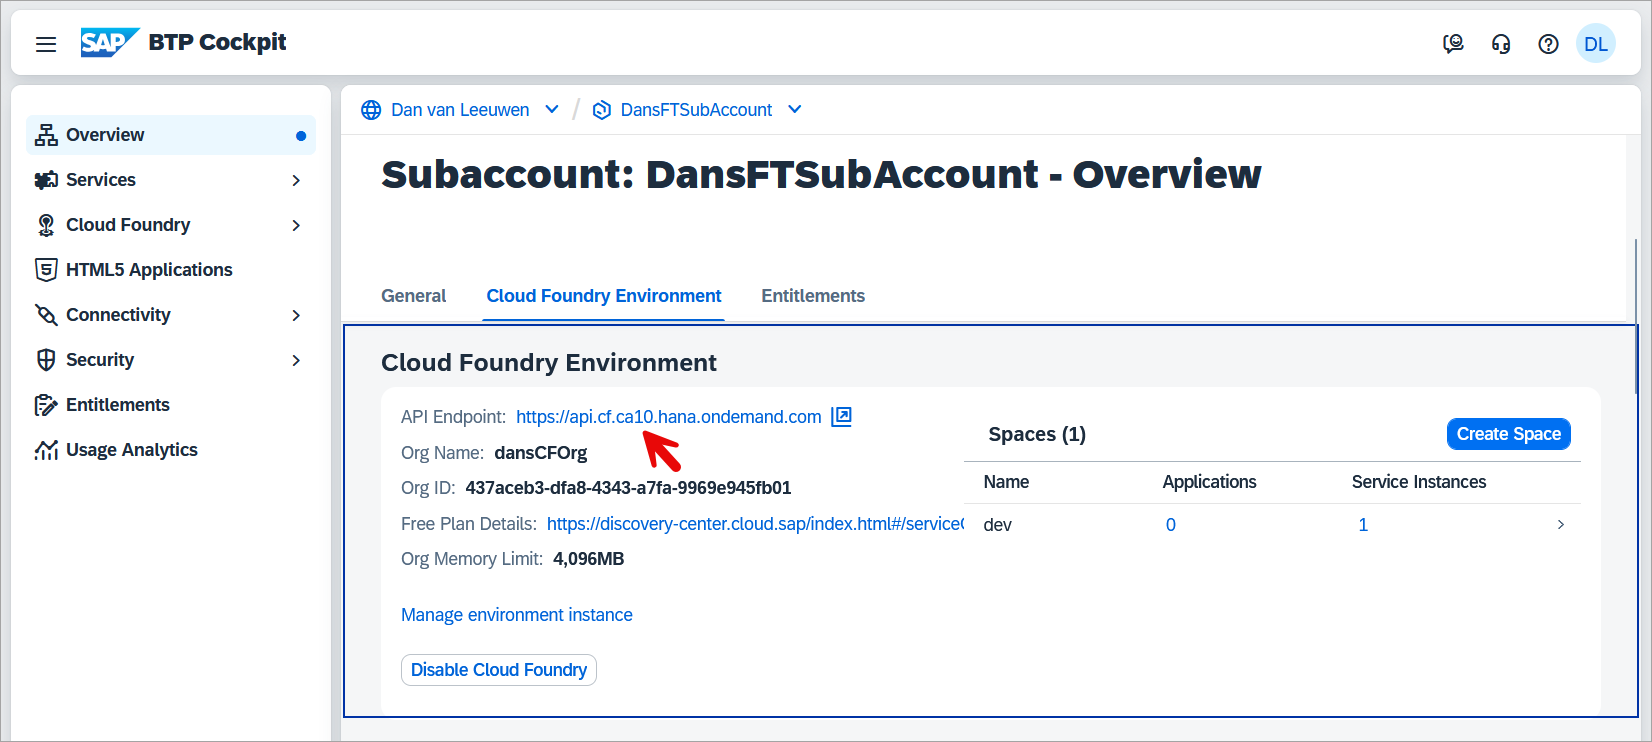 SAP BTP Cockpit
DL
Overview
Services
Cloud Foundry
HTML5 Applications
Connectivity
Security
Entitlements
Usage Analytics
Dan van Leeuwen / DansFTSubAccount
Subaccount: DansFTSubAccount - Overview
General Cloud Foundry Environment Entitlements
Cloud Foundry Environment
API Endpoint: https://api.cf.ca10.hana.ondemand.com
Org Name: dansCFOrg
Org ID: 437aceb3-dfa8-4343-a7fa-9969e945fb01
Free Plan Details: https://discovery-center.cloud.sap/index.html#/service
Org Memory Limit: 4,096MB
Manage environment instance
Disable Cloud Foundry
Spaces (1) Create Space
Name Applications Service Instances
dev 0 1